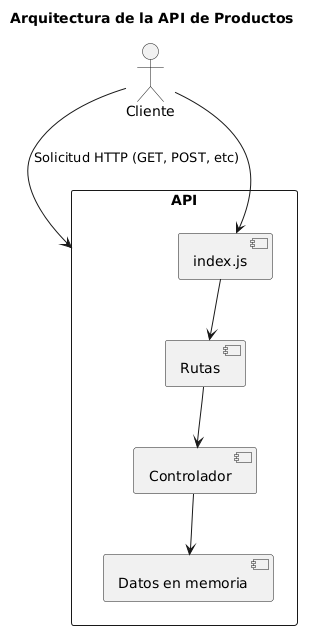 Arquitectura de la API de Productos
Cliente
Solicitud HTTP (GET, POST, etc)
API
index.js
Rutas
Controlador
Datos en memoria